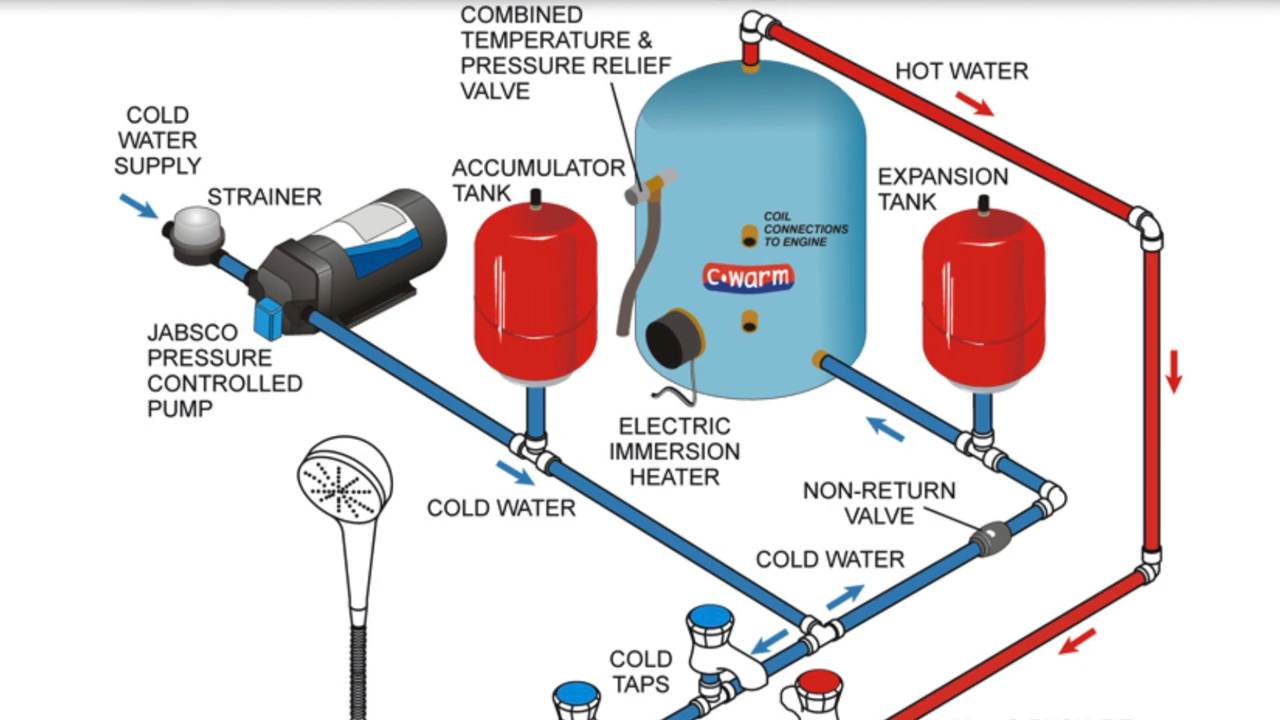 COMBINED
TEMPERATURE &
PRESSURE RELIEF
VALVE
HOT WATER
COLD
WATER
SUPPLY
STRAINER
ACCUMULATOR
TANK
EXPANSION
TANK
COIL
CONNECTIONS
TO ENGINE
c•warm
JABSCO
PRESSURE
CONTROLLED
PUMP
ELECTRIC
IMMERSION
HEATER
COLD WATER
NON-RETURN
VALVE
COLD WATER
COLD
TAPS